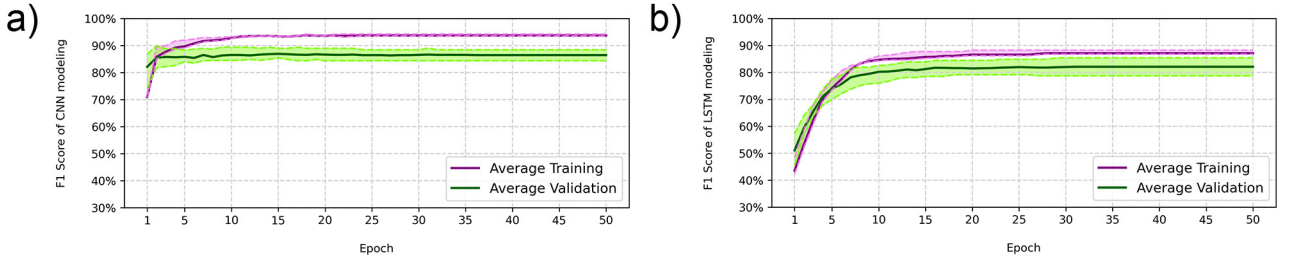 a)
F1 Score of CNN modeling
100%
90%
80%
70%
60%
50%
40%
30%
Average Training
Average Validation
1 5 10 15 20 25 30 35 40 45 50
Epoch
b)
F1 Score of LSTM modeling
100%
90%
80%
70%
60%
50%
40%
30%
Average Training
Average Validation
1 5 10 15 20 25 30 35 40 45 50
Epoch